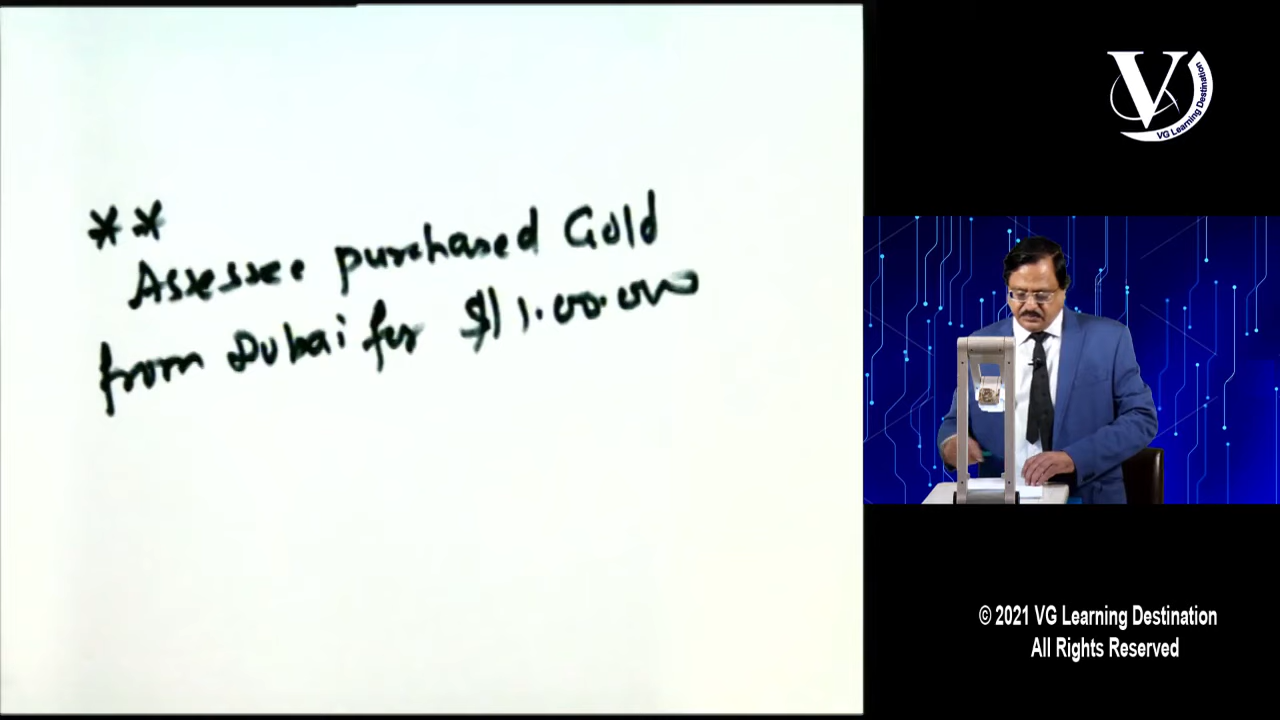 **
Assessee purchased Gold
from Dubai for $ 1.00.000
V
VG Learning Destination
© 2021 VG Learning Destination
All Rights Reserved